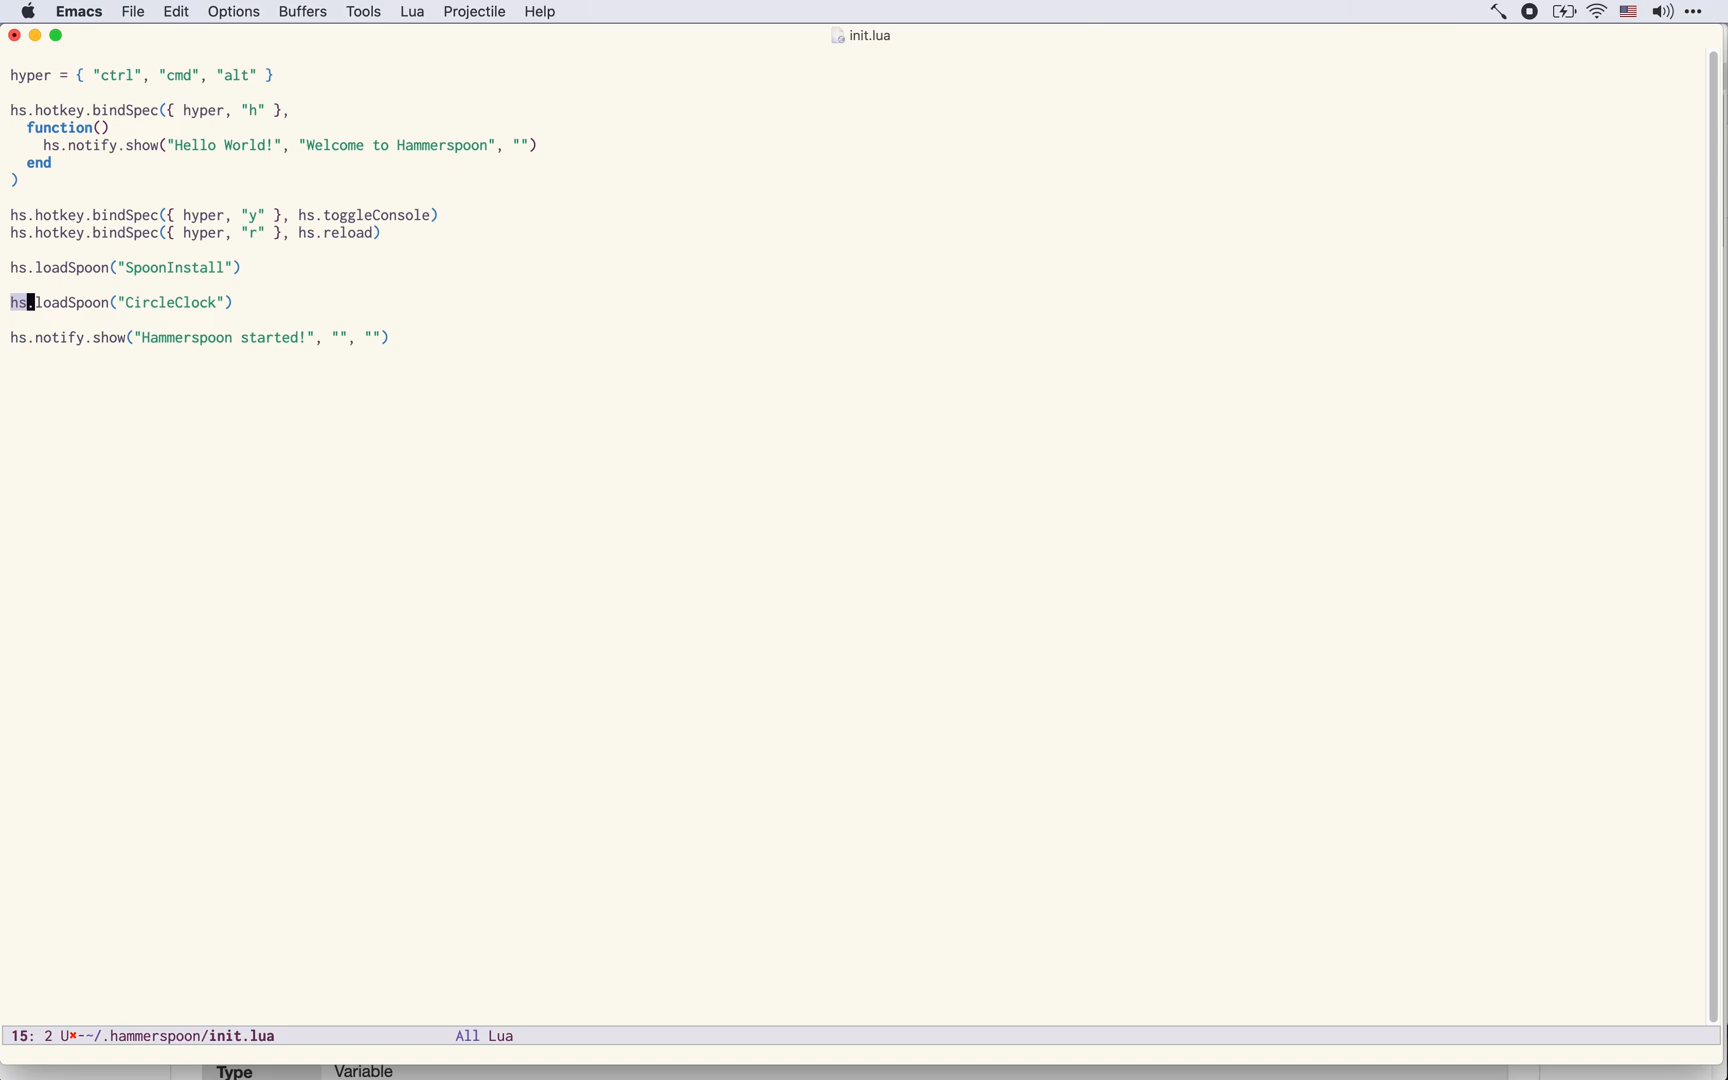 Emacs File Edit Options Buffers Tools Lua Projectile Help
init.lua
hyper = { "ctrl", "cmd", "alt" }
hs.hotkey.bindSpec({ hyper, "h" },
function()
hs.notify.show("Hello World!", "Welcome to Hammerspoon", "")
end
)
hs.hotkey.bindSpec({ hyper, "y" }, hs.toggleConsole)
hs.hotkey.bindSpec({ hyper, "r" }, hs.reload)
hs.loadSpoon("SpoonInstall")
hs.loadSpoon("CircleClock")
hs.notify.show("Hammerspoon started!", "", "")
15: 2 U✖--~/.hammerspoon/init.lua All Lua
Type Variable